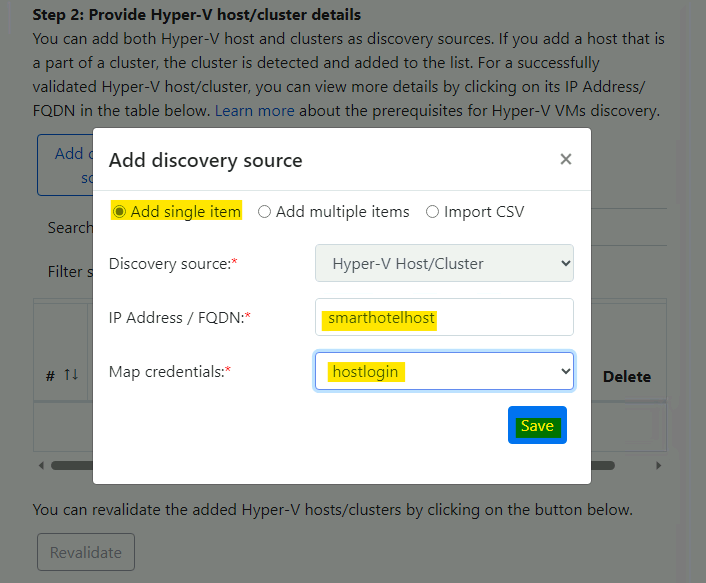 Step 2: Provide Hyper-V host/cluster details
You can add both Hyper-V host and clusters as discovery sources. If you add a host that is
a part of a cluster, the cluster is detected and added to the list. For a successfully
validated Hyper-V host/cluster, you can view more details by clicking on its IP Address/
FQDN in the table below. Learn more about the prerequisites for Hyper-V VMs discovery.
Add
Add discovery source ×
Add single item Add multiple items Import CSV
Search
Discovery source:* Hyper-V Host/Cluster
Filter
IP Address / FQDN:* smarthotelhost
Map credentials:* hostlogin
# ↑↓ Delete
Save
You can revalidate the added Hyper-V hosts/clusters by clicking on the button below.
Revalidate